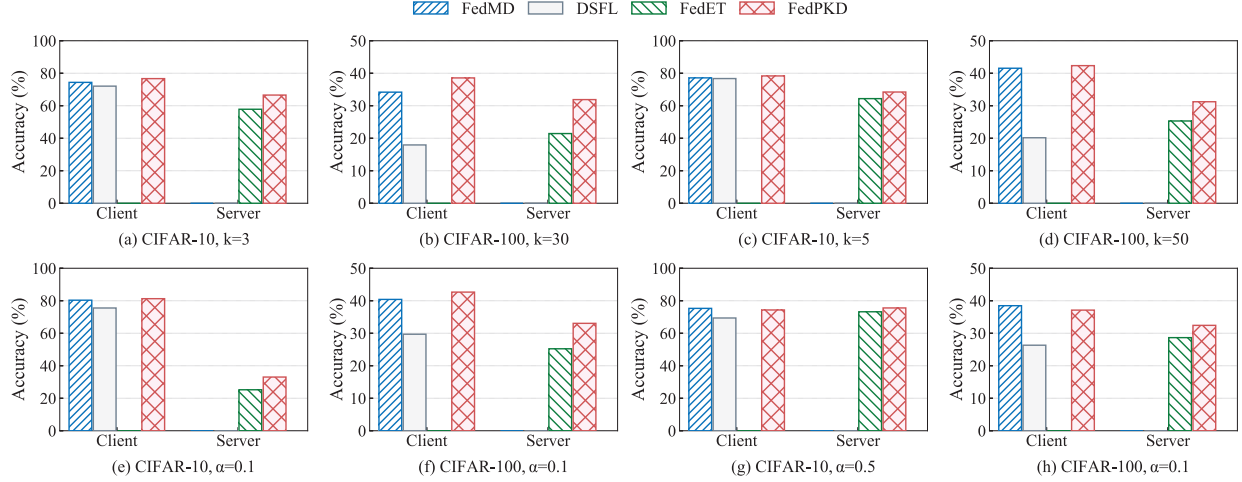 FedMD DSFL FedET FedPKD
Accuracy (%) 100 80 60 40 20 0 Client Server
(a) CIFAR-10, k=3
Accuracy (%) 50 40 30 20 10 0 Client Server
(b) CIFAR-100, k=30
Accuracy (%) 100 80 60 40 20 0 Client Server
(c) CIFAR-10, k=5
Accuracy (%) 50 40 30 20 10 0 Client Server
(d) CIFAR-100, k=50
Accuracy (%) 100 80 60 40 20 0 Client Server
(e) CIFAR-10, α=0.1
Accuracy (%) 50 40 30 20 10 0 Client Server
(f) CIFAR-100, α=0.1
Accuracy (%) 100 80 60 40 20 0 Client Server
(g) CIFAR-10, α=0.5
Accuracy (%) 50 40 30 20 10 0 Client Server
(h) CIFAR-100, α=0.1